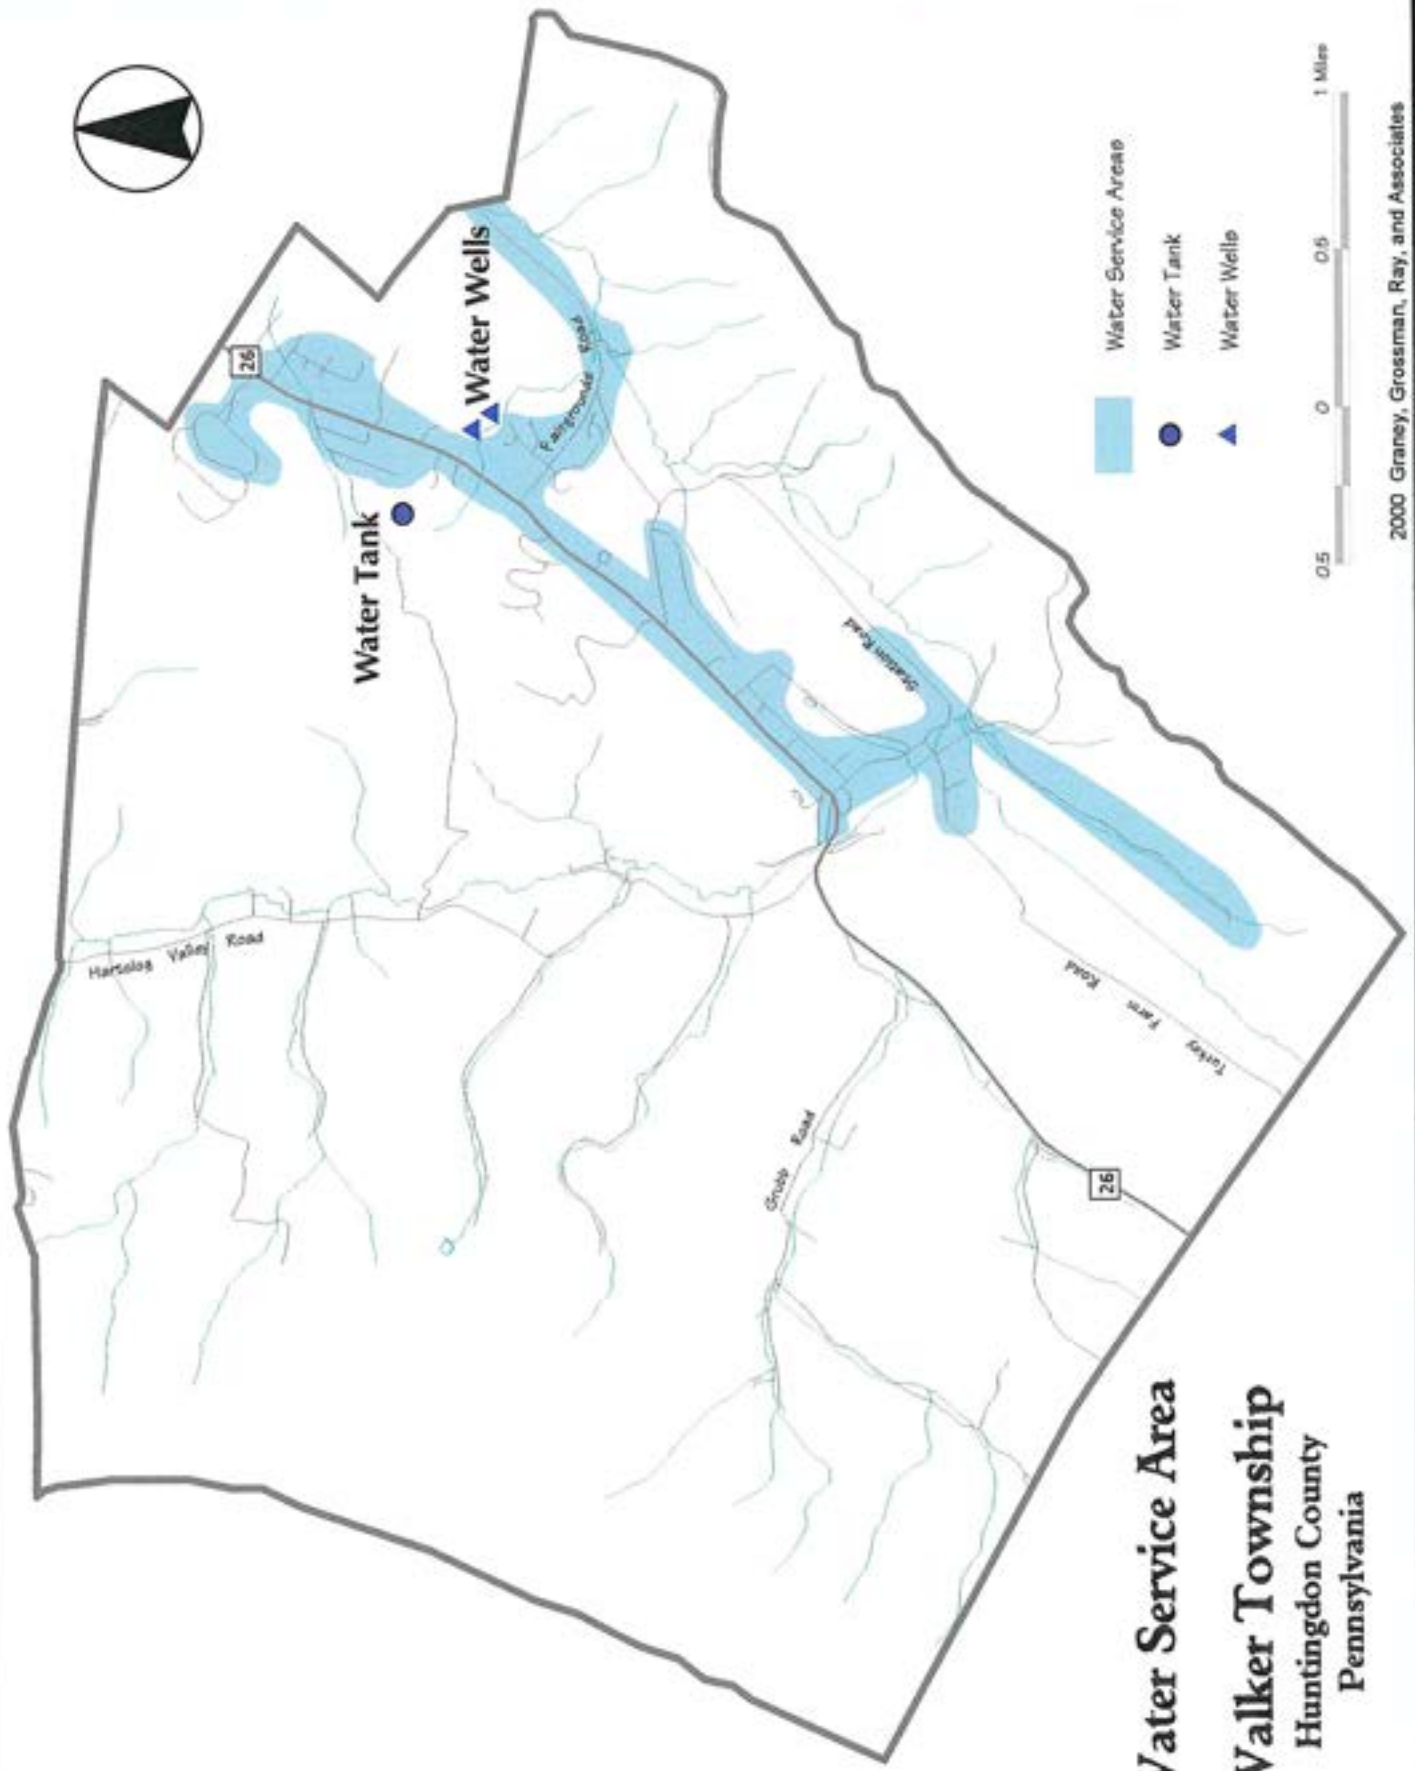 26
Water Wells
Water Tank
Fairgrounds Road
Station Road
Hartslog Valley Road
Grubb Road
Turkey Farm Road
26
Water Service Areas
Water Tank
Water Wells
0.5 0 0.5 1 Miles
2000 Graney, Grossman, Ray, and Associates
Vater Service Area
Valker Township
Huntingdon County
Pennsylvania